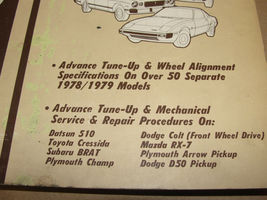 • Advance Tune-Up & Wheel Alignment
Specifications On Over 50 Separate
1978/1979 Models
• Advance Tune-Up & Mechanical
Service & Repair Procedures On:
Datsun 510
Toyota Cressida
Subaru BRAT
Plymouth Champ
Dodge Colt (Front Wheel Drive)
Mazda RX-7
Plymouth Arrow Pickup
Dodge D50 Pickup